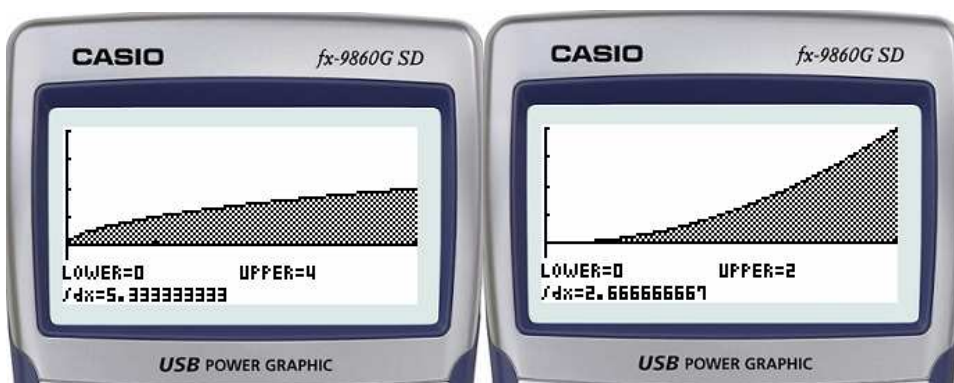 CASIO fx-9860G SD
LOWER=0 UPPER=4
∫dx=5.333333333
USB POWER GRAPHIC
CASIO fx-9860G SD
LOWER=0 UPPER=2
∫dx=2.666666667
USB POWER GRAPHIC